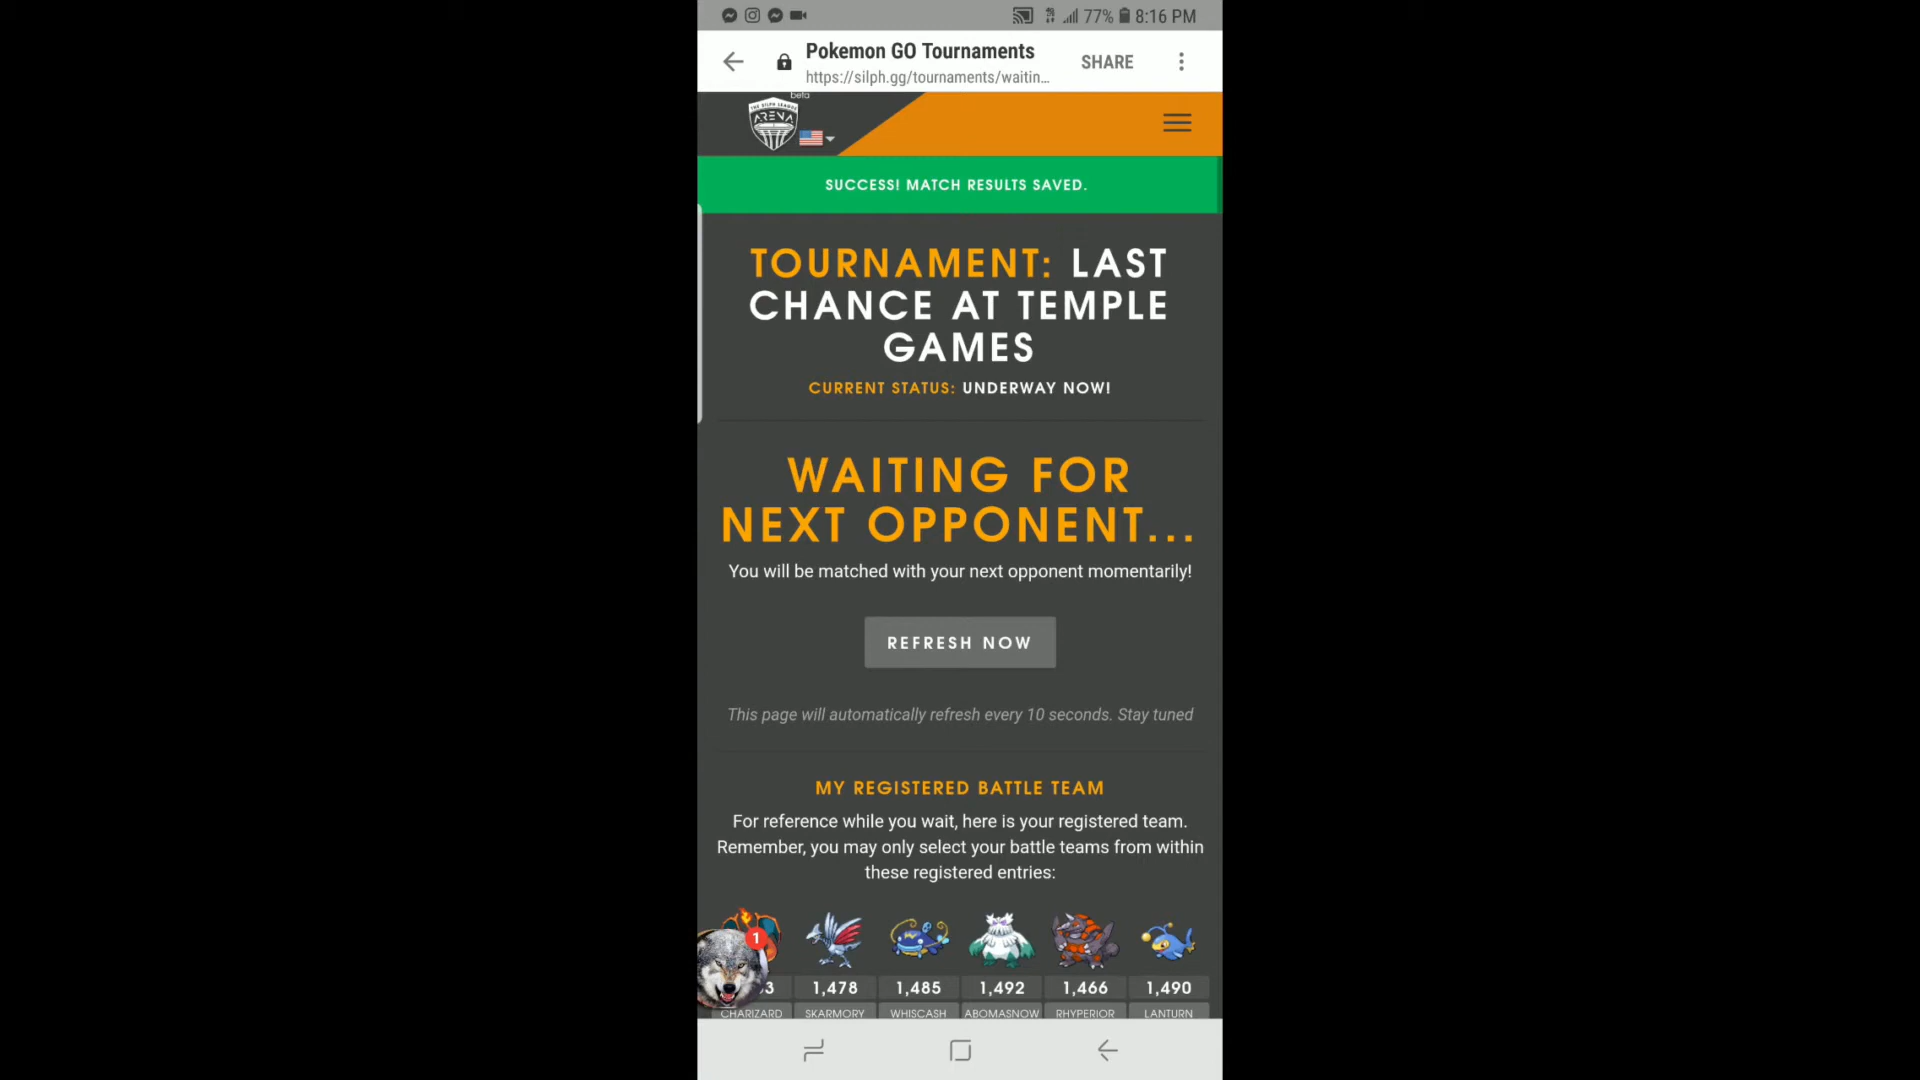 77% 8:16 PM
Pokemon GO Tournaments
https://silph.gg/tournaments/waitin...
SHARE
beta
ARENA
SUCCESS! MATCH RESULTS SAVED.
TOURNAMENT: LAST
CHANCE AT TEMPLE
GAMES
CURRENT STATUS: UNDERWAY NOW!
WAITING FOR
NEXT OPPONENT...
You will be matched with your next opponent momentarily!
REFRESH NOW
This page will automatically refresh every 10 seconds. Stay tuned
MY REGISTERED BATTLE TEAM
For reference while you wait, here is your registered team.
Remember, you may only select your battle teams from within
these registered entries:
1
1,478 1,485 1,492 1,466 1,490
CHARIZARD SKARMORY WHISCASH ABOMASNOW RHYPERIOR LANTURN